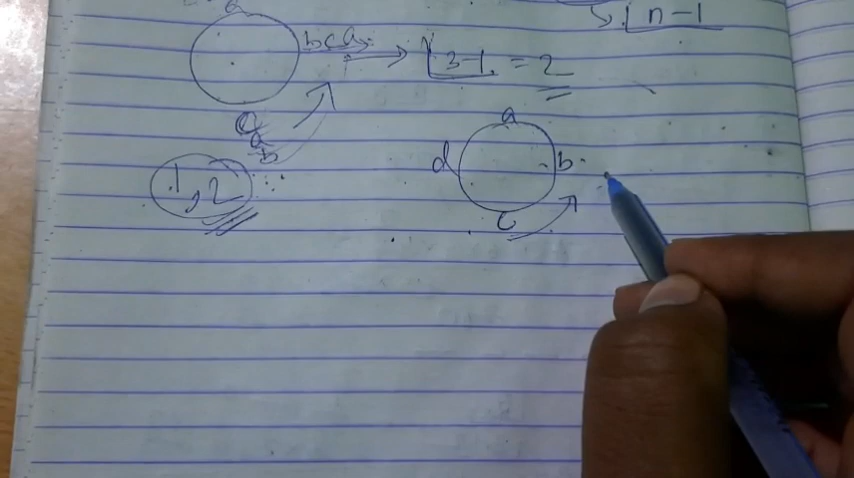 n-1
a bca → 3-1 = 2
a
b
1, 2
a
d b
c